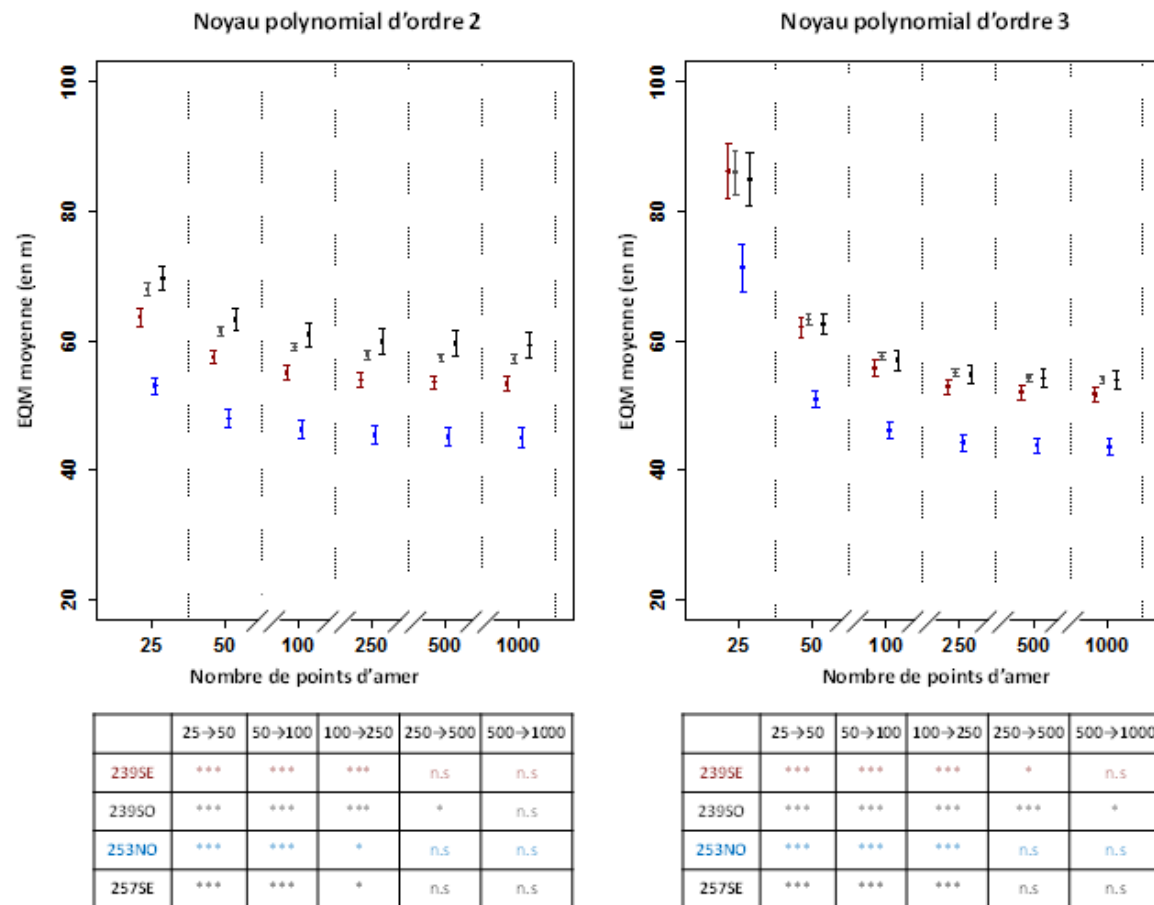 Noyau polynomial d'ordre 2
EQM moyenne (en m)
100
80
60
40
20
25 50 100 250 500 1000
Nombre de points d'amer
25→50 50→100 100→250 250→500 500→1000
239SE *** *** *** n.s n.s
239SO *** *** *** * n.s
253NO *** *** * n.s n.s
257SE *** *** * n.s n.s
Noyau polynomial d'ordre 3
EQM moyenne (en m)
100
80
60
40
20
25 50 100 250 500 1000
Nombre de points d'amer
25→50 50→100 100→250 250→500 500→1000
239SE *** *** *** * n.s
239SO *** *** *** *** *
253NO *** *** *** n.s n.s
257SE *** *** *** n.s n.s